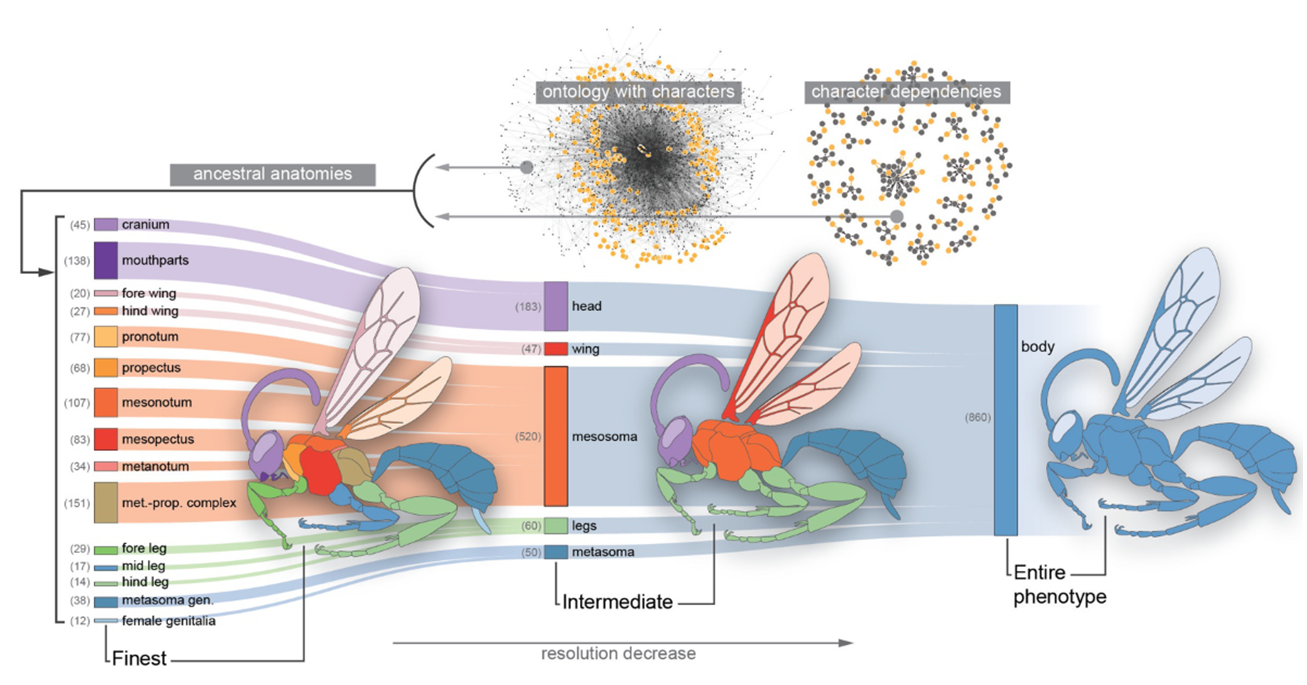 ontology with characters
character dependencies
ancestral anatomies
(45) cranium
(138) mouthparts
(20) fore wing
(27) hind wing
(77) pronotum
(68) propectus
(107) mesonotum
(83) mesopectus
(34) metanotum
(151) met.-prop. complex
(29) fore leg
(17) mid leg
(14) hind leg
(38) metasoma gen.
(12) female genitalia
Finest
(183) head
(47) wing
(520) mesosoma
(60) legs
(50) metasoma
Intermediate
(860) body
Entire
phenotype
resolution decrease